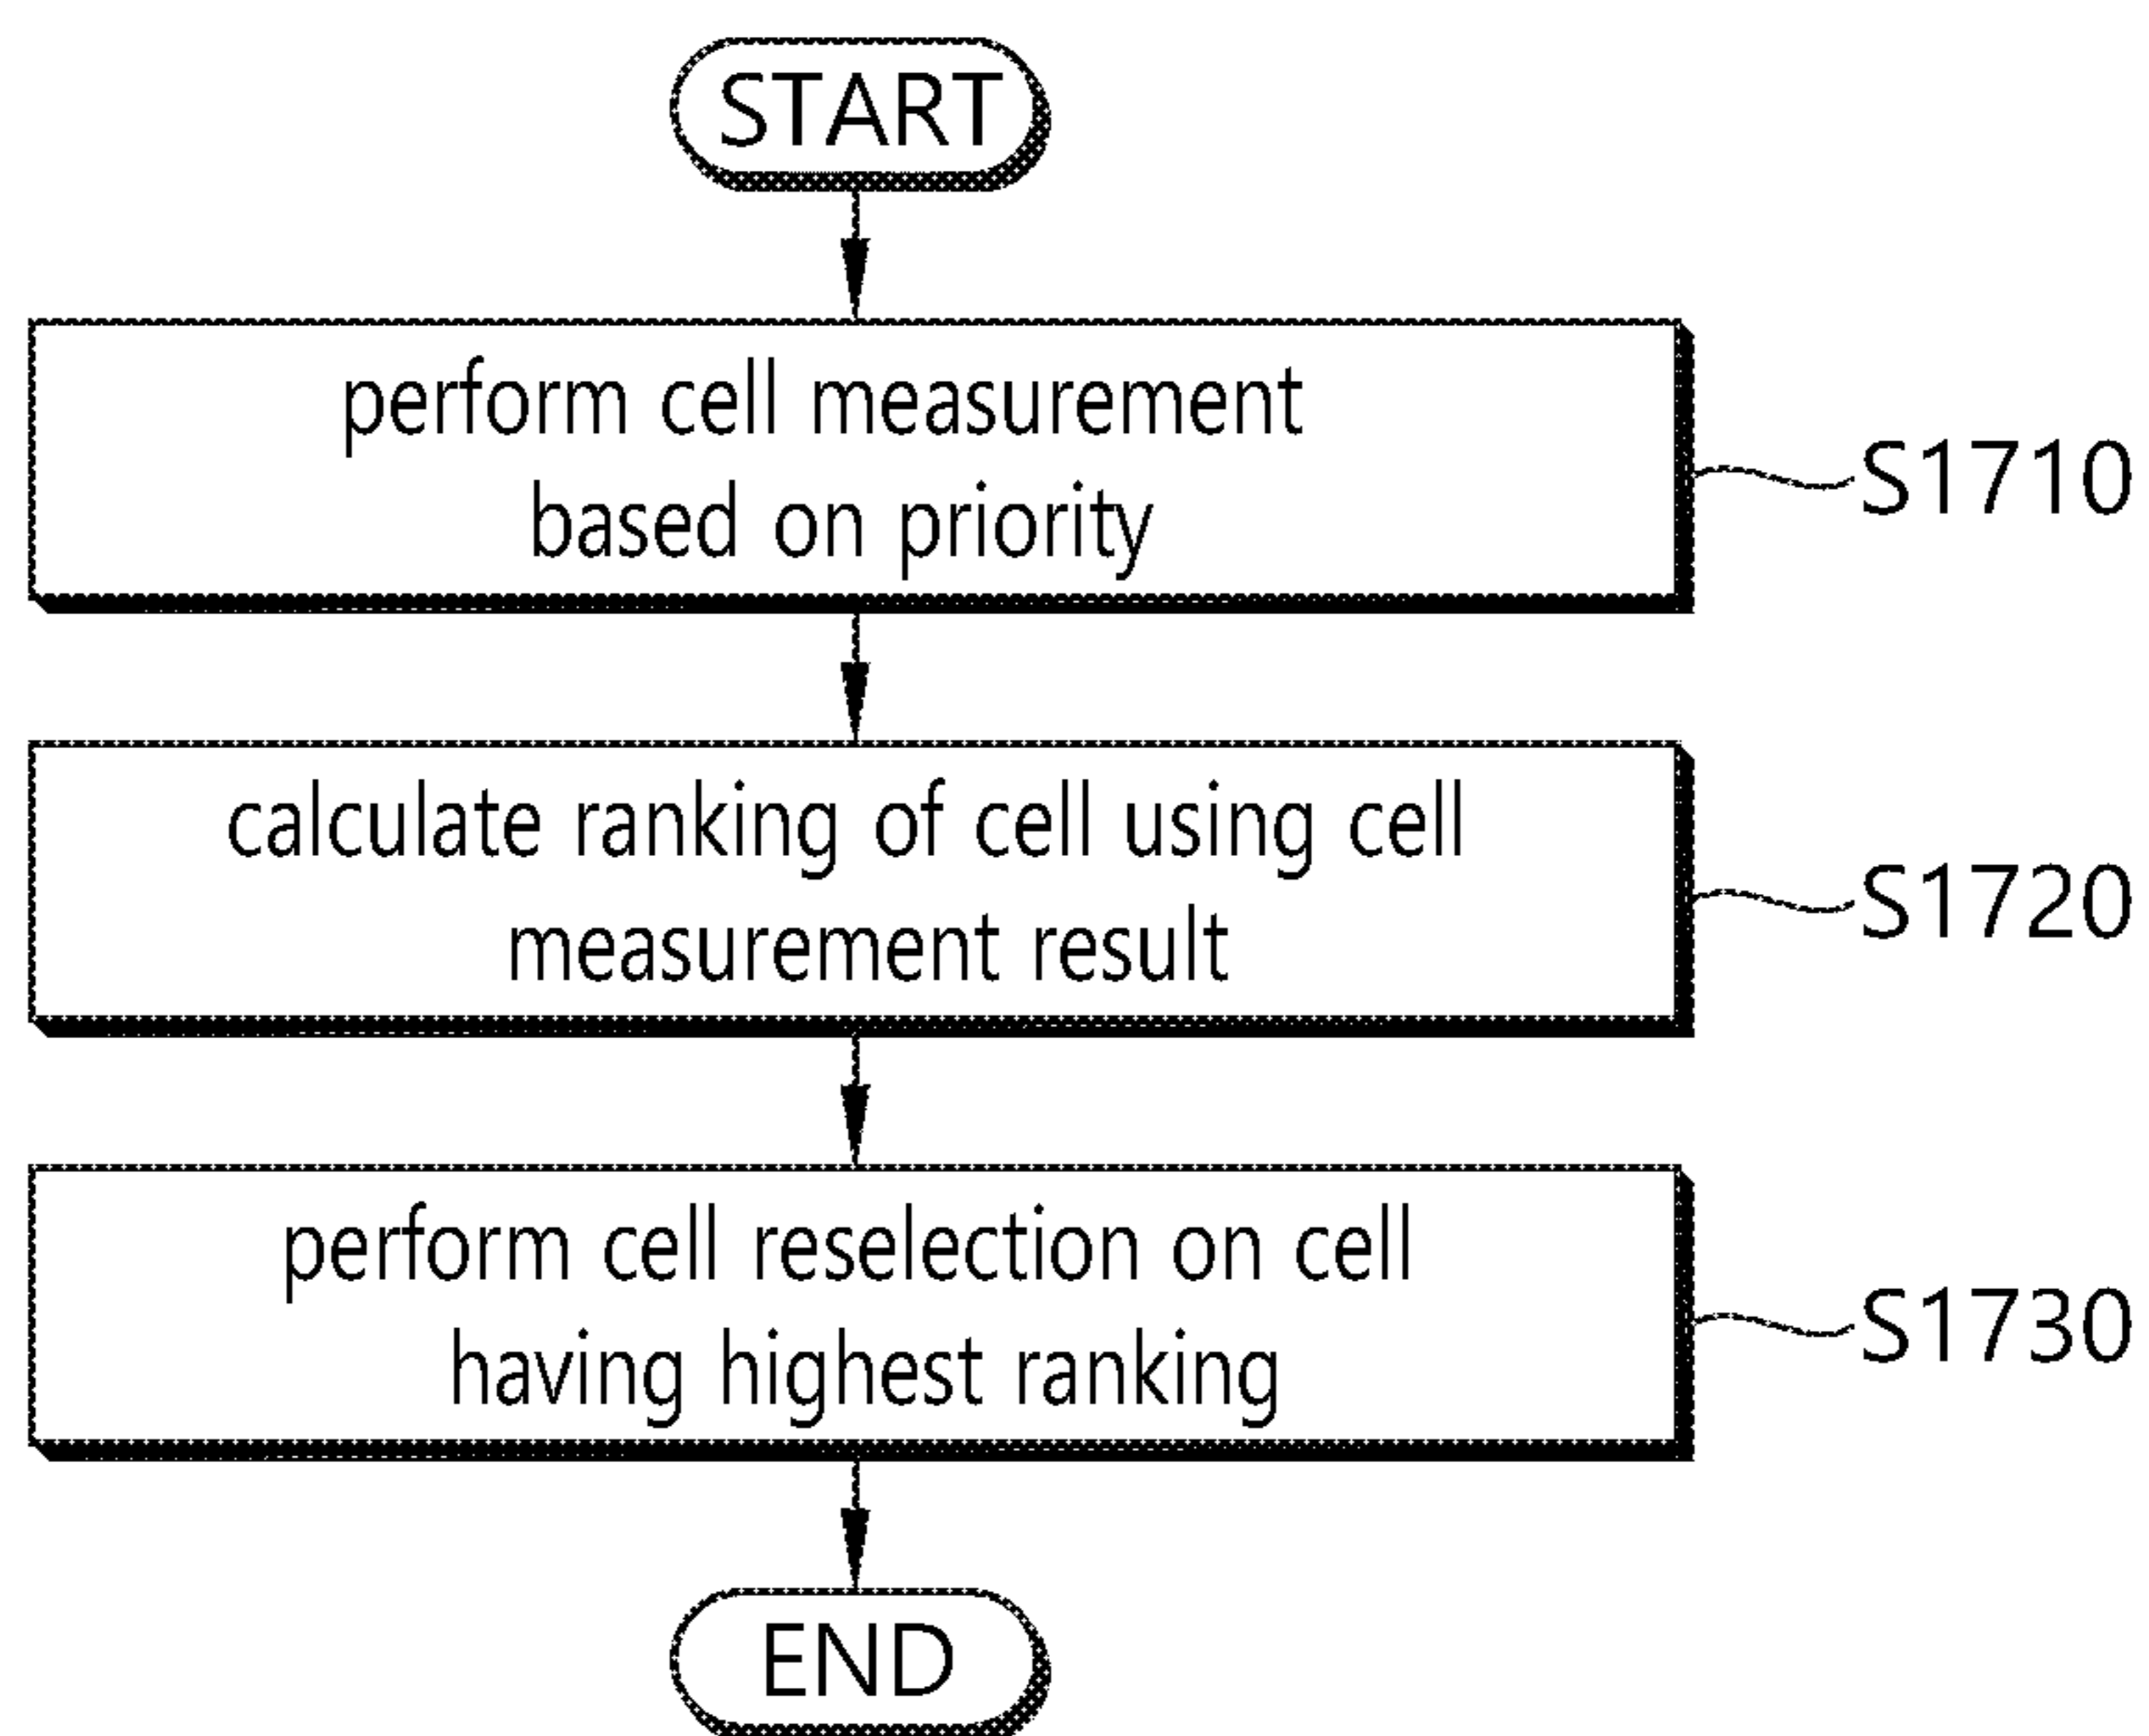 START
perform cell measurement
based on priority
S1710
calculate ranking of cell using cell
measurement result
S1720
perform cell reselection on cell
having highest ranking
S1730
END